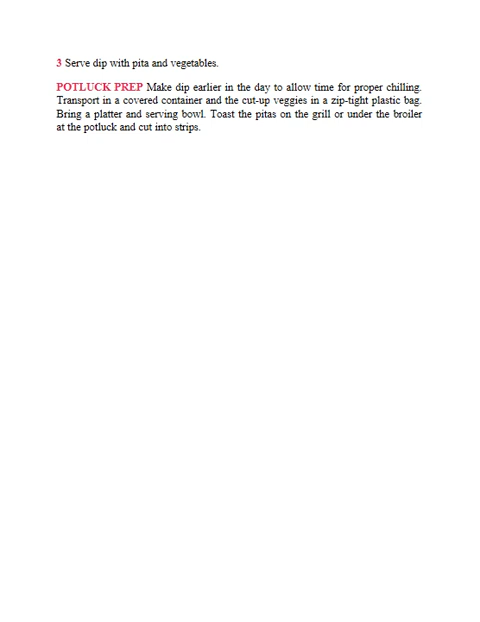 3 Serve dip with pita and vegetables.
POTLUCK PREP Make dip earlier in the day to allow time for proper chilling.
Transport in a covered container and the cut-up veggies in a zip-tight plastic bag.
Bring a platter and serving bowl. Toast the pitas on the grill or under the broiler
at the potluck and cut into strips.